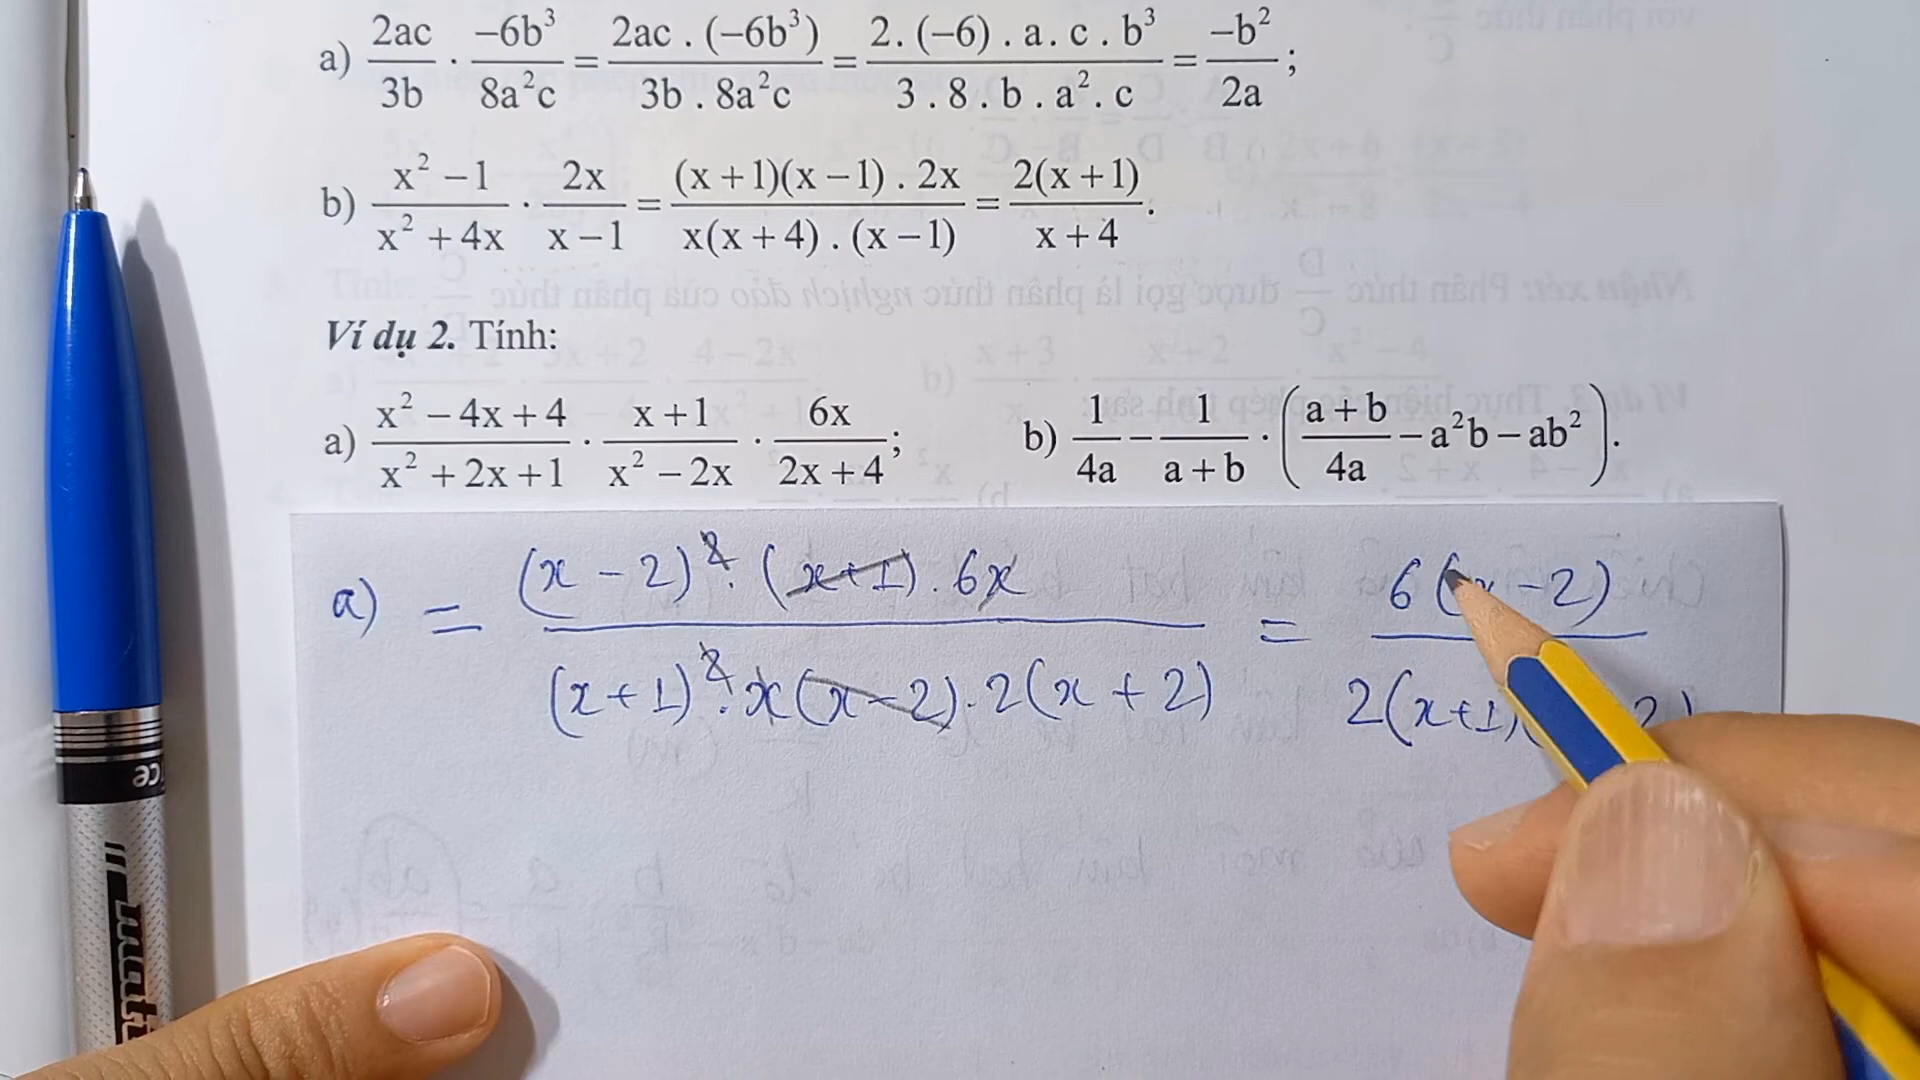 a) 2ac/3b · -6b³/8a²c = 2ac . (-6b³)/3b . 8a²c = 2. (-6) . a . c . b³/3 . 8 . b . a² . c = -b²/2a ;
b) x² - 1/x² + 4x · 2x/x - 1 = (x + 1)(x - 1) . 2x/x(x + 4) . (x - 1) = 2(x + 1)/x + 4 .
Ví dụ 2. Tính:
a) x² - 4x + 4/x² + 2x + 1 · x + 1/x² - 2x · 6x/2x + 4 ; b) 1/4a - 1/a + b · (a + b/4a - a²b - ab²).
a) = (x - 2)² . (x+1) . 6x/(x+1)² . x(x - 2) . 2(x + 2) = 6(x - 2)/2(x+1)